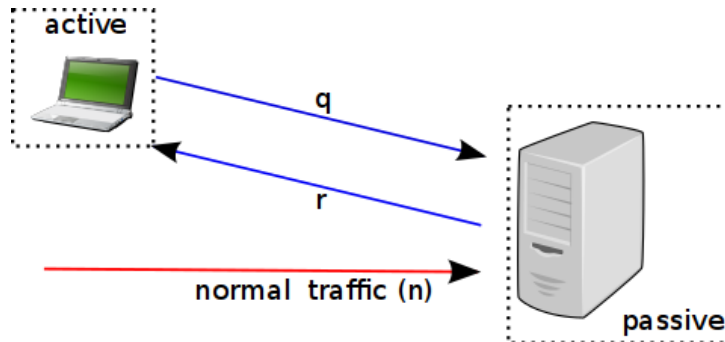 active
q
r
normal traffic (n)
passive